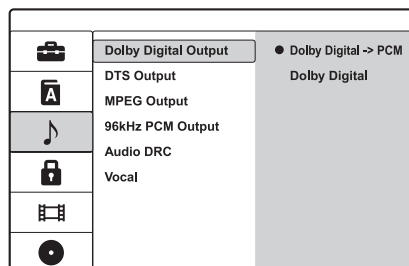 A
Dolby Digital Output
DTS Output
MPEG Output
96kHz PCM Output
Audio DRC
Vocal
Dolby Digital -> PCM
Dolby Digital